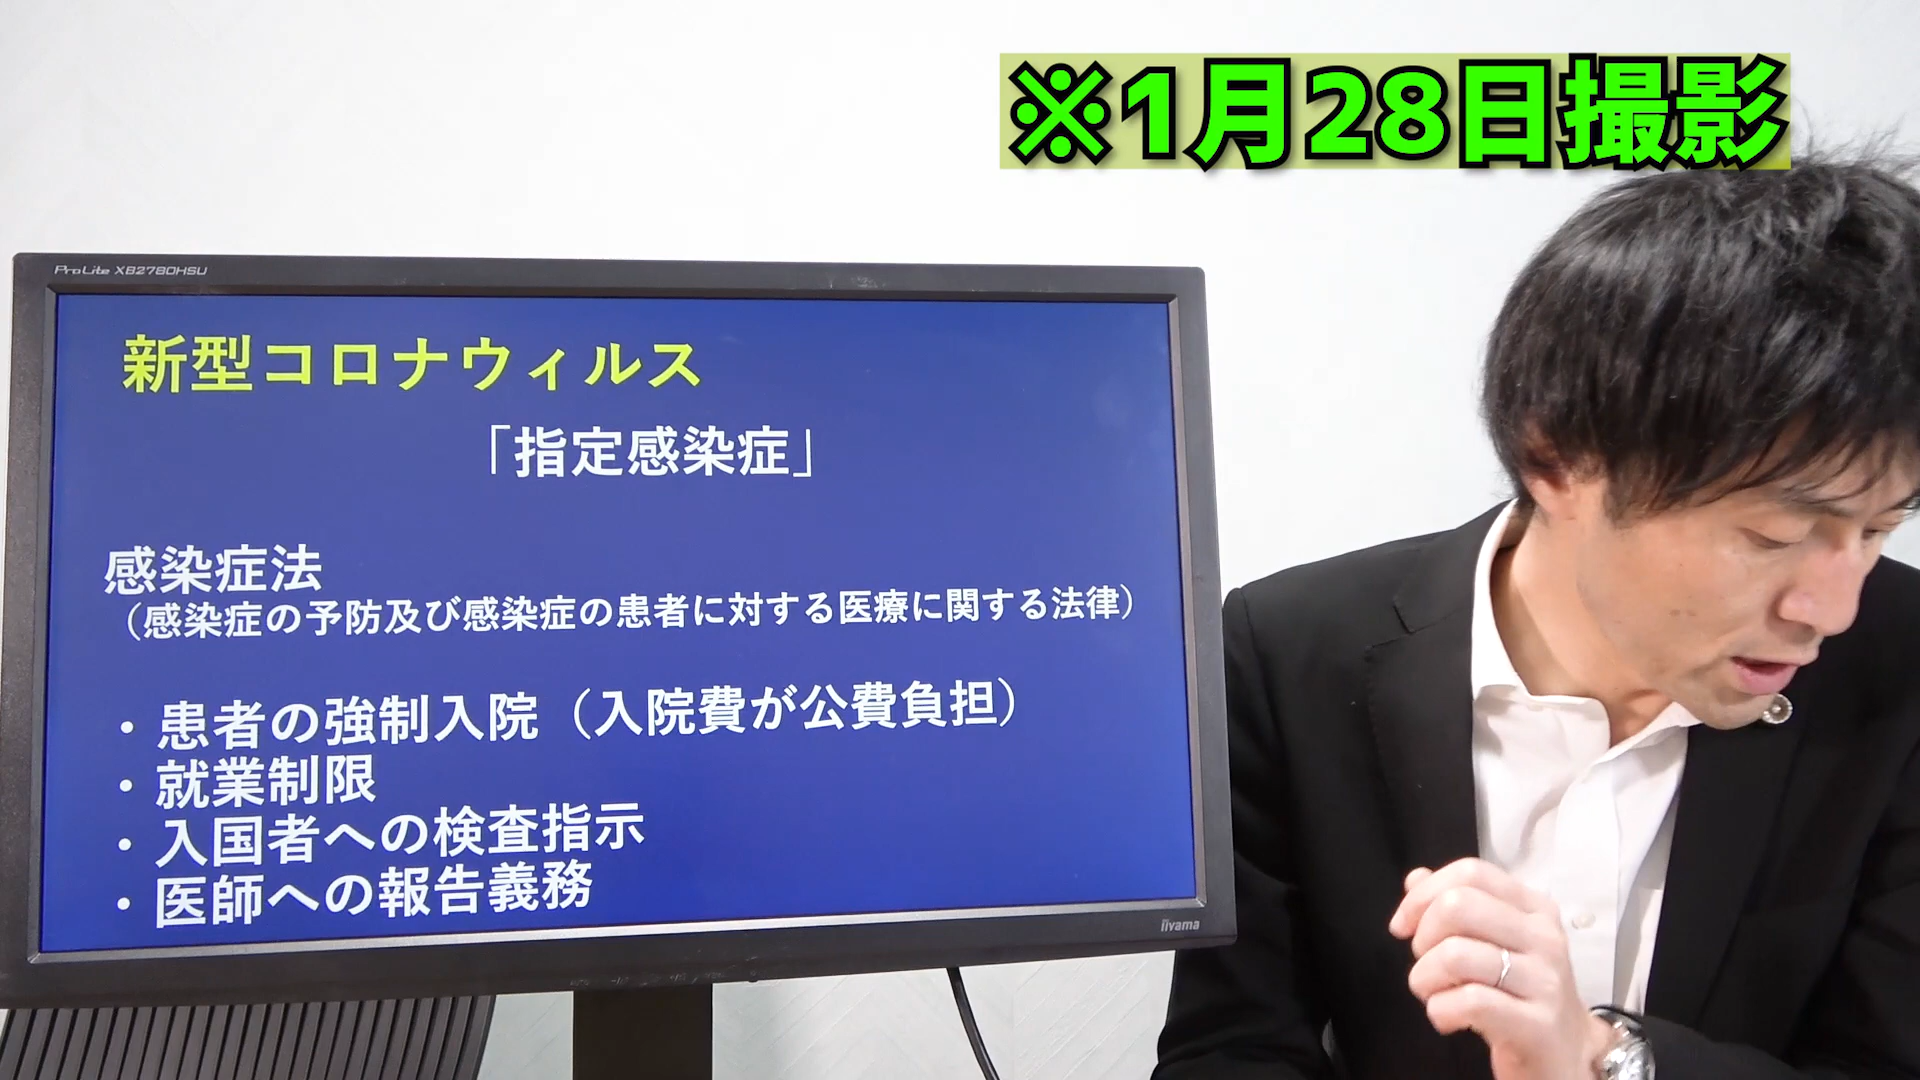 ※1月28日撮影
ProLite XB2780HSU
新型コロナウィルス
「指定感染症」
感染症法
（感染症の予防及び感染症の患者に対する医療に関する法律）
・患者の強制入院（入院費が公費負担）
・就業制限
・入国者への検査指示
・医師への報告義務
iiyama